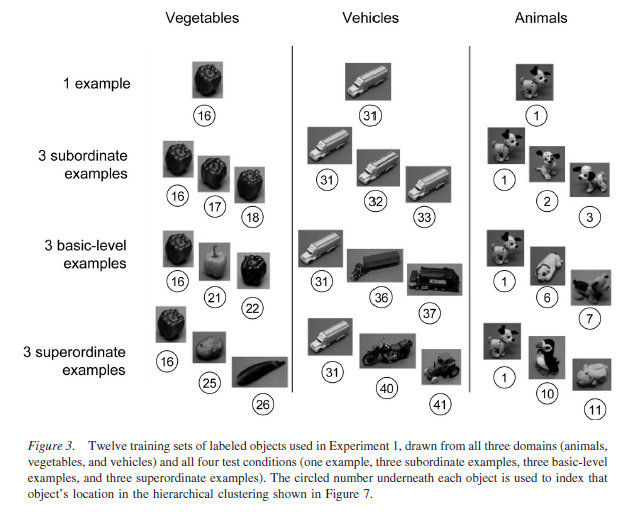 Vegetables Vehicles Animals
1 example
16 31 1
3 subordinate
examples
16 17 18 31 32 33 1 2 3
3 basic-level
examples
16 21 22 31 36 37 1 6 7
3 superordinate
examples
16 25 26 31 40 41 1 10 11
Figure 3. Twelve training sets of labeled objects used in Experiment 1, drawn from all three domains (animals,
vegetables, and vehicles) and all four test conditions (one example, three subordinate examples, three basic-level
examples, and three superordinate examples). The circled number underneath each object is used to index that
object's location in the hierarchical clustering shown in Figure 7.